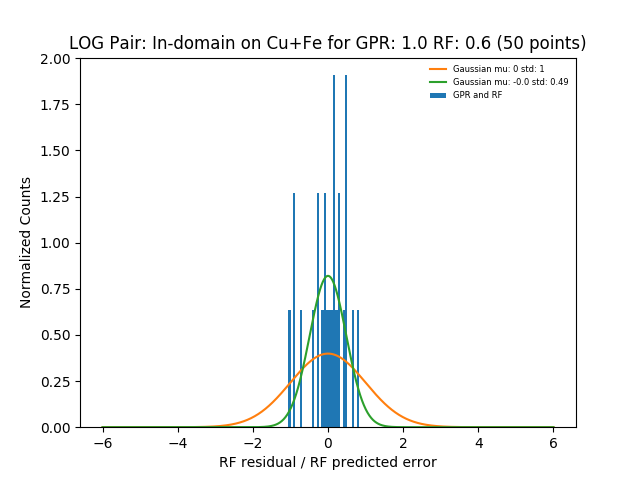 LOG Pair: In-domain on Cu+Fe for GPR: 1.0 RF: 0.6 (50 points)
Gaussian mu: 0 std: 1
Gaussian mu: -0.0 std: 0.49
GPR and RF
Normalized Counts
2.00
1.75
1.50
1.25
1.00
0.75
0.50
0.25
0.00
−6 −4 −2 0 2 4 6
RF residual / RF predicted error